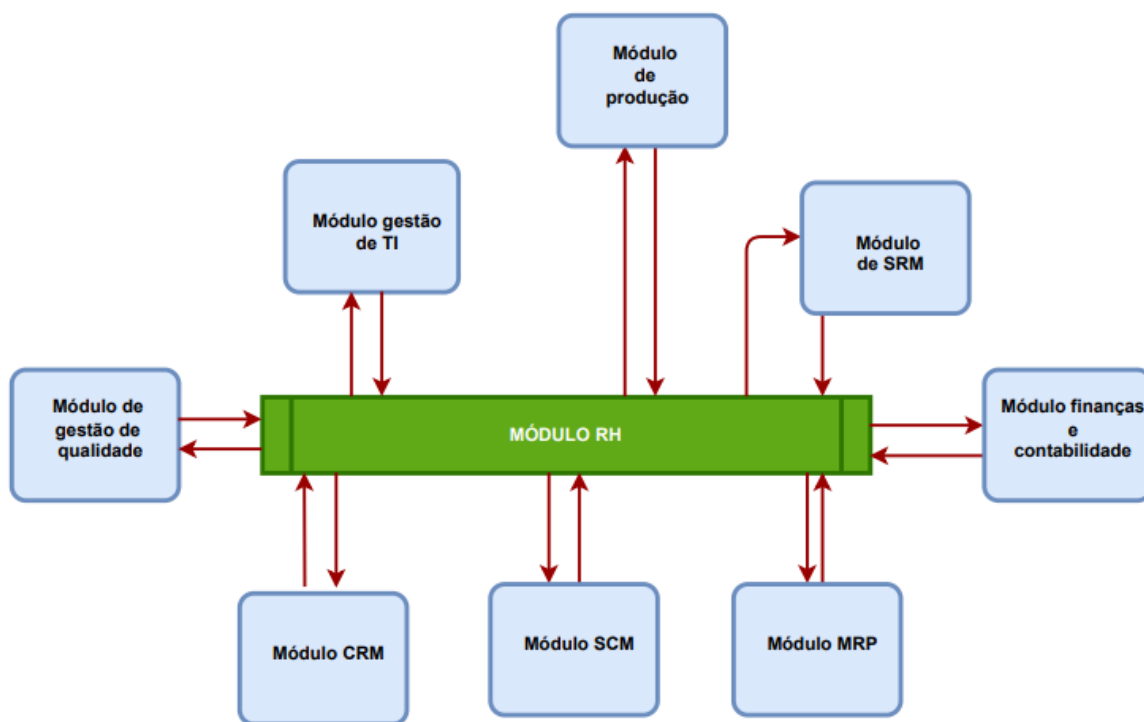 Módulo
de
produção
Módulo gestão
de TI
Módulo
de SRM
Módulo de
gestão de
qualidade
MÓDULO RH
Módulo finanças
e
contabilidade
Módulo CRM
Módulo SCM
Módulo MRP